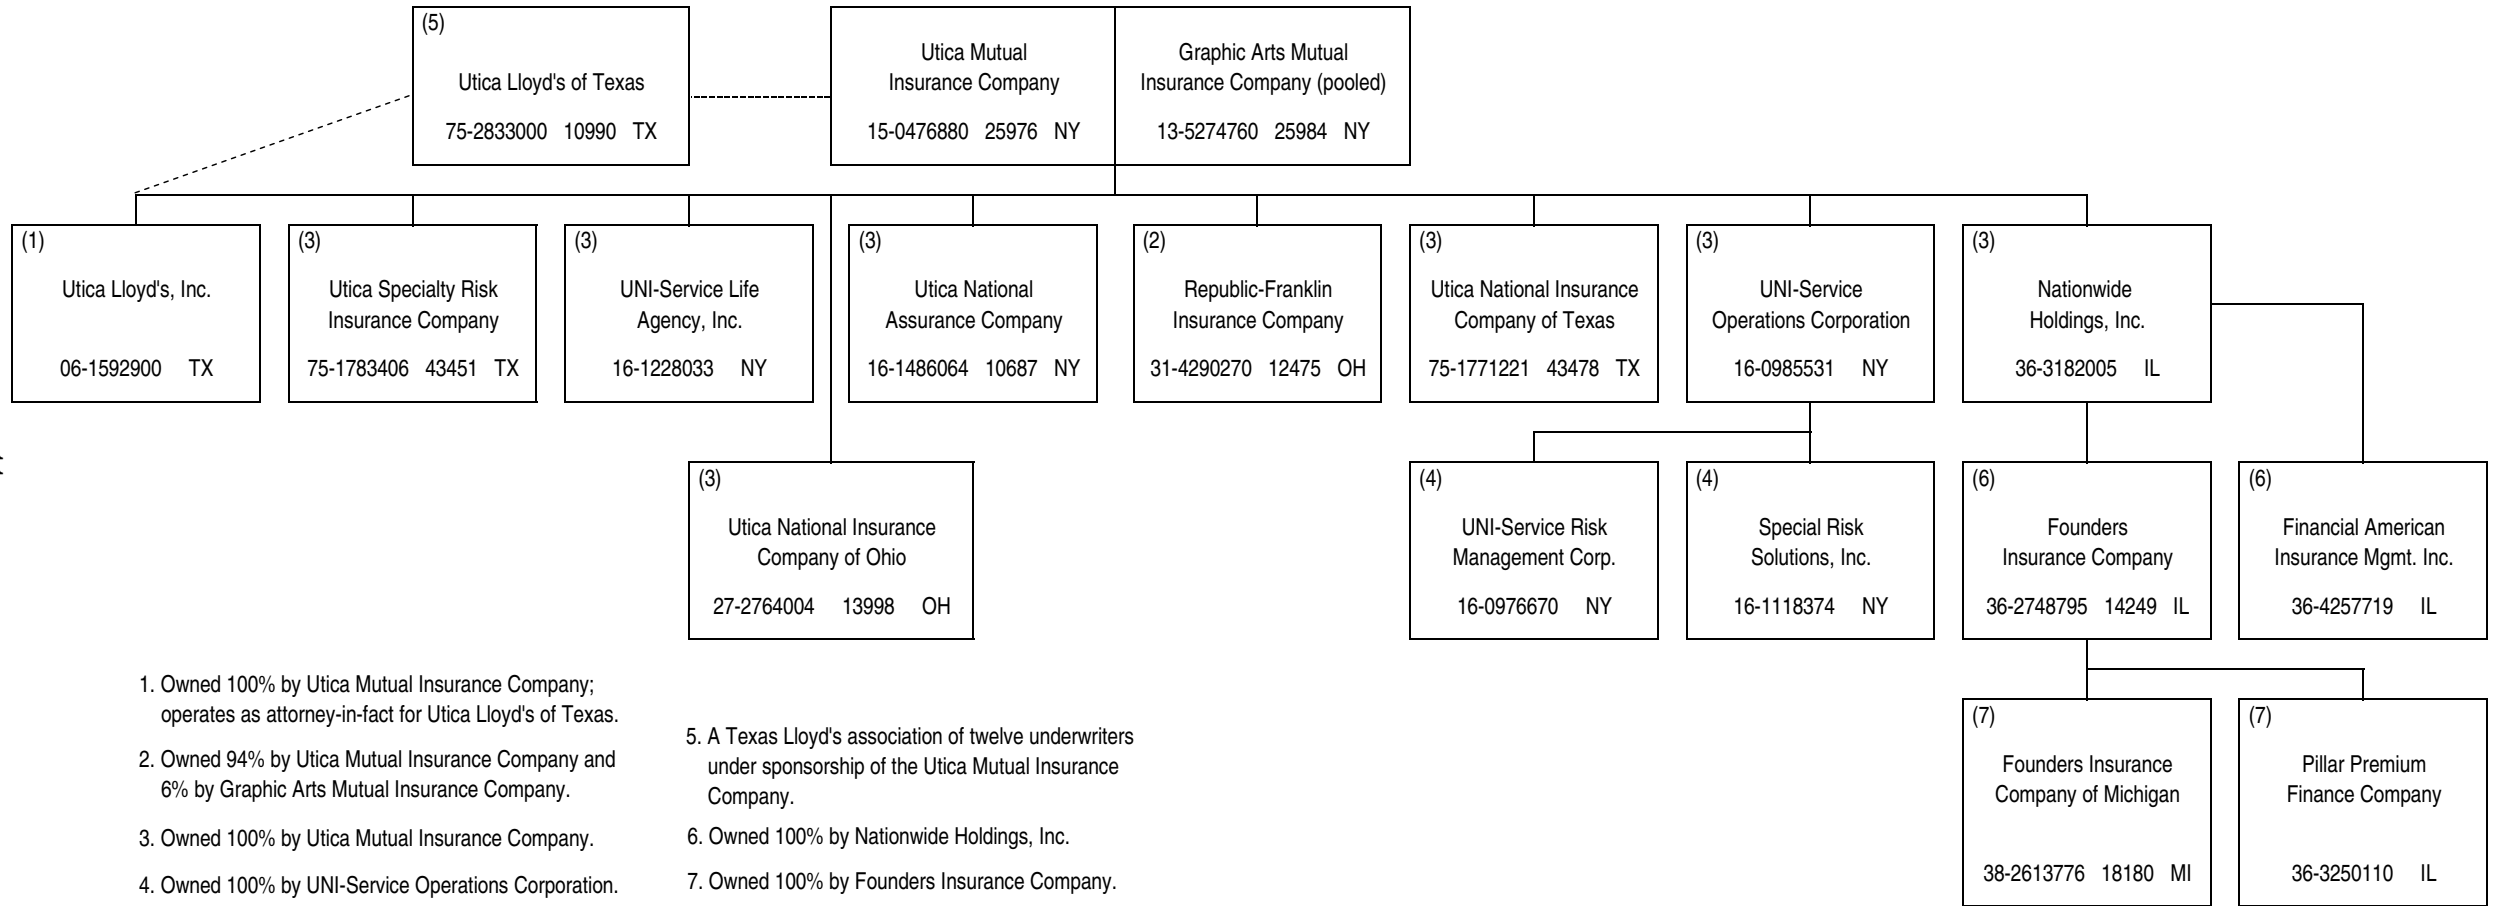 (5)
Utica Lloyd's of Texas
75-2833000 10990 TX
Utica Mutual
Insurance Company
15-0476880 25976 NY
Graphic Arts Mutual
Insurance Company (pooled)
13-5274760 25984 NY
(1)
Utica Lloyd's, Inc.
06-1592900 TX
(3)
Utica Specialty Risk
Insurance Company
75-1783406 43451 TX
(3)
UNI-Service Life
Agency, Inc.
16-1228033 NY
(3)
Utica National
Assurance Company
16-1486064 10687 NY
(2)
Republic-Franklin
Insurance Company
31-4290270 12475 OH
(3)
Utica National Insurance
Company of Texas
75-1771221 43478 TX
(3)
UNI-Service
Operations Corporation
16-0985531 NY
(3)
Nationwide
Holdings, Inc.
36-3182005 IL
(3)
Utica National Insurance
Company of Ohio
27-2764004 13998 OH
(4)
UNI-Service Risk
Management Corp.
16-0976670 NY
(4)
Special Risk
Solutions, Inc.
16-1118374 NY
(6)
Founders
Insurance Company
36-2748795 14249 IL
(6)
Financial American
Insurance Mgmt. Inc.
36-4257719 IL
(7)
Founders Insurance
Company of Michigan
38-2613776 18180 MI
(7)
Pillar Premium
Finance Company
36-3250110 IL
1. Owned 100% by Utica Mutual Insurance Company;
operates as attorney-in-fact for Utica Lloyd's of Texas.
2. Owned 94% by Utica Mutual Insurance Company and
6% by Graphic Arts Mutual Insurance Company.
3. Owned 100% by Utica Mutual Insurance Company.
4. Owned 100% by UNI-Service Operations Corporation.
5. A Texas Lloyd's association of twelve underwriters
under sponsorship of the Utica Mutual Insurance
Company.
6. Owned 100% by Nationwide Holdings, Inc.
7. Owned 100% by Founders Insurance Company.